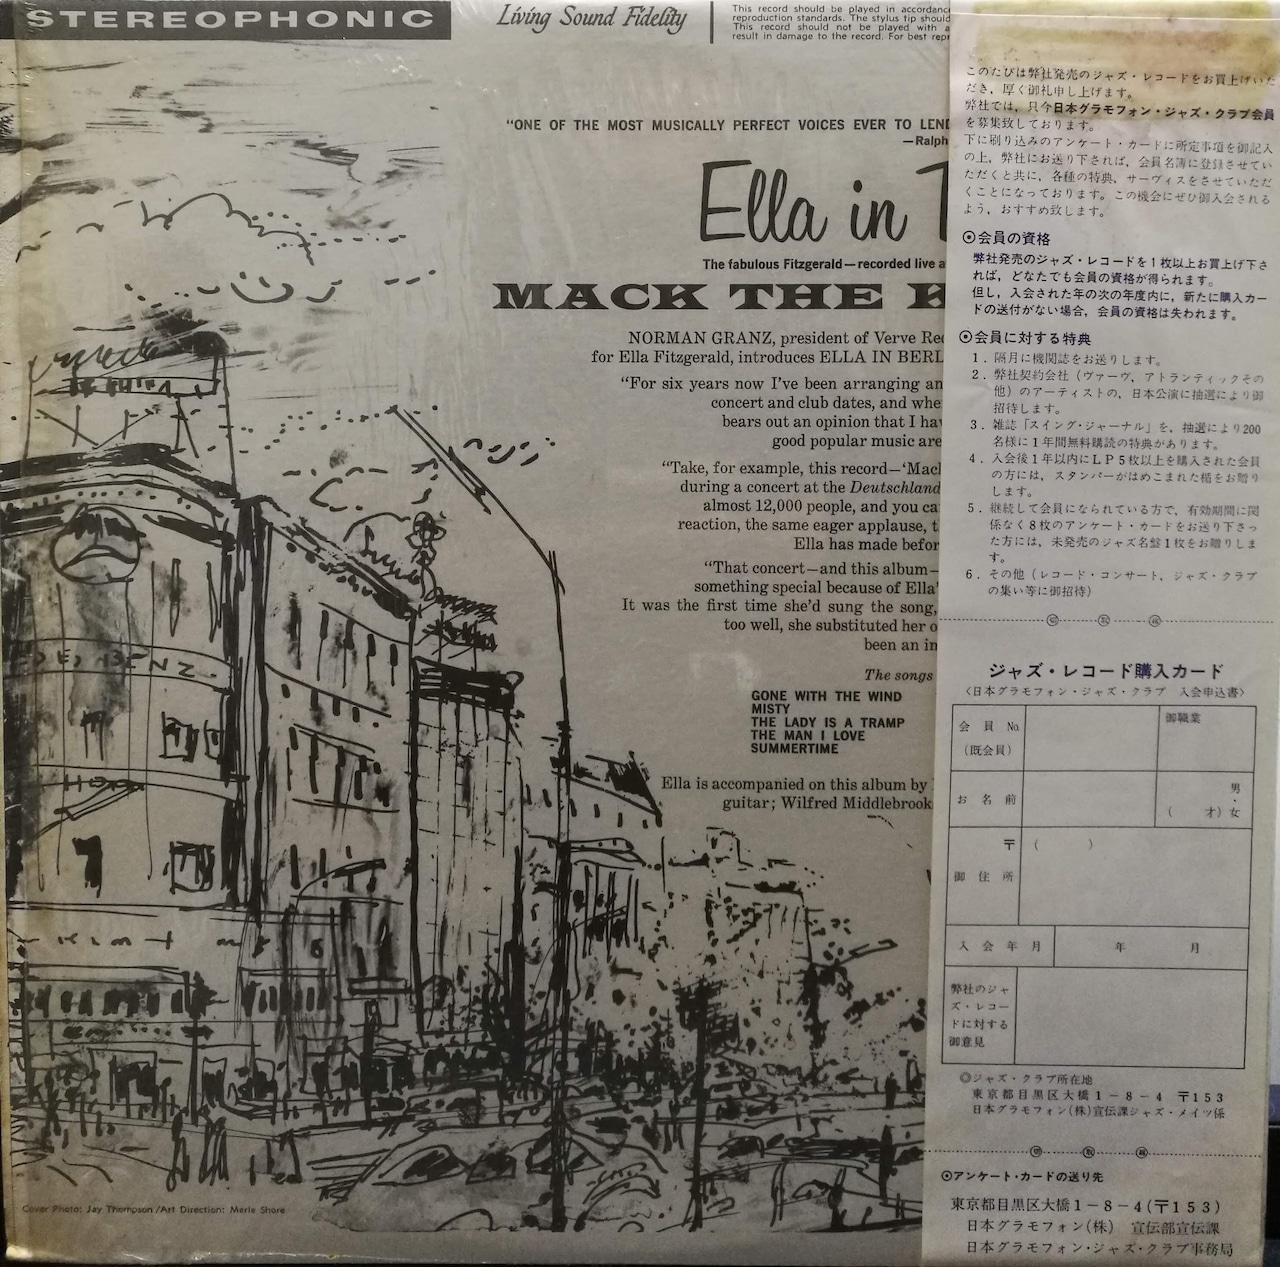 STEREOPHONIC
Living Sound Fidelity
This record should be played in accordanc
reproduction standards. The stylus tip should
This record should not be played with a
result in damage to the record. For best repr
"ONE OF THE MOST MUSICALLY PERFECT VOICES EVER TO LEND
—Ralph
Ella in
The fabulous Fitzgerald—recorded live a
MACK THE K
NORMAN GRANZ, president of Verve Rec
for Ella Fitzgerald, introduces ELLA IN BERL
"For six years now I've been arranging an
concert and club dates, and whe
bears out an opinion that I hav
good popular music are
"Take, for example, this record—'Mack
during a concert at the Deutschland
almost 12,000 people, and you ca
reaction, the same eager applause, t
Ella has made befor
"That concert—and this album—
something special because of Ella'
It was the first time she'd sung the song,
too well, she substituted her o
been an in
The songs
GONE WITH THE WIND
MISTY
THE LADY IS A TRAMP
THE MAN I LOVE
SUMMERTIME
Ella is accompanied on this album by
guitar; Wilfred Middlebrook
Cover Photo: Jay Thompson/Art Direction: Merle Shore
このたびは弊社発売のジャズ・レコードをお買上げいた
だき、厚く御礼申し上げます。
弊社では、只今日本グラモフォン・ジャズ・クラブ会員
を募集致しております。
下に刷り込みのアンケート・カードに所定事項を御記入
の上、弊社にお送り下されば、会員名簿に登録させてい
ただくと共に、各種の特典、サーヴィスをさせていただ
くことになっております。この機会にぜひ御入会される
よう、おすすめ致します。
⦿会員の資格
弊社発売のジャズ・レコードを1枚以上お買上げ下さ
れば、どなたでも会員の資格が得られます。
但し、入会された年の次の年度内に、新たに購入カー
ドの送付がない場合、会員の資格は失われます。
⦿会員に対する特典
1．隔月に機関誌をお送りします。
2．弊社契約会社（ヴァーヴ、アトランティックその
他）のアーティストの、日本公演に抽選により御
招待します。
3．雑誌「スイング・ジャーナル」を、抽選により200
名様に1年間無料購読の特典があります。
4．入会後1年以内にLP5枚以上を購入された会員
の方には、スタンパーがはめこまれた楯をお贈り
します。
5．継続して会員になられている方で、有効期間に関
係なく8枚のアンケート・カードをお送り下さっ
た方には、未発売のジャズ名盤1枚をお贈りしま
す。
6．その他（レコード・コンサート、ジャズ・クラブ
の集い等に御招待）
切 取 線
ジャズ・レコード購入カード
〈日本グラモフォン・ジャズ・クラブ 入会申込書〉
会 員 No.
（既会員）
御職業
お 名 前
男
・
（ 才）女
〒 （ ）
御 住 所
入 会 年 月 年 月
弊社のジャ
ズ・レコー
ドに対する
御意見
◎ジャズ・クラブ所在地
東京都目黒区大橋1－8－4 〒153
日本グラモフォン(株)宣伝課ジャズ・メイツ係
切 取 線
⦿アンケート・カードの送り先
東京都目黒区大橋1－8－4(〒153)
日本グラモフォン(株) 宣伝部宣伝課
日本グラモフォン・ジャズ・クラブ事務局